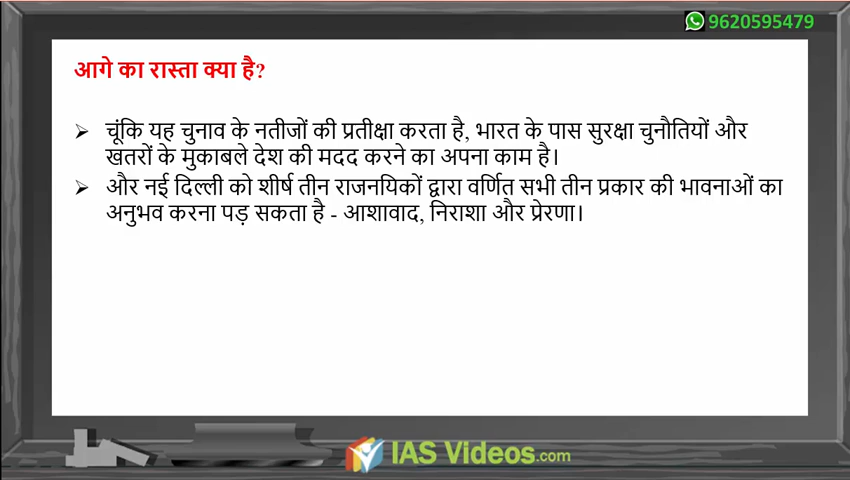 9620595479
आगे का रास्ता क्या है?
➢ चूंकि यह चुनाव के नतीजों की प्रतीक्षा करता है, भारत के पास सुरक्षा चुनौतियों और
खतरों के मुकाबले देश की मदद करने का अपना काम है।
➢ और नई दिल्ली को शीर्ष तीन राजनयिकों द्वारा वर्णित सभी तीन प्रकार की भावनाओं का
अनुभव करना पड़ सकता है - आशावाद, निराशा और प्रेरणा।
IAS Videos.com